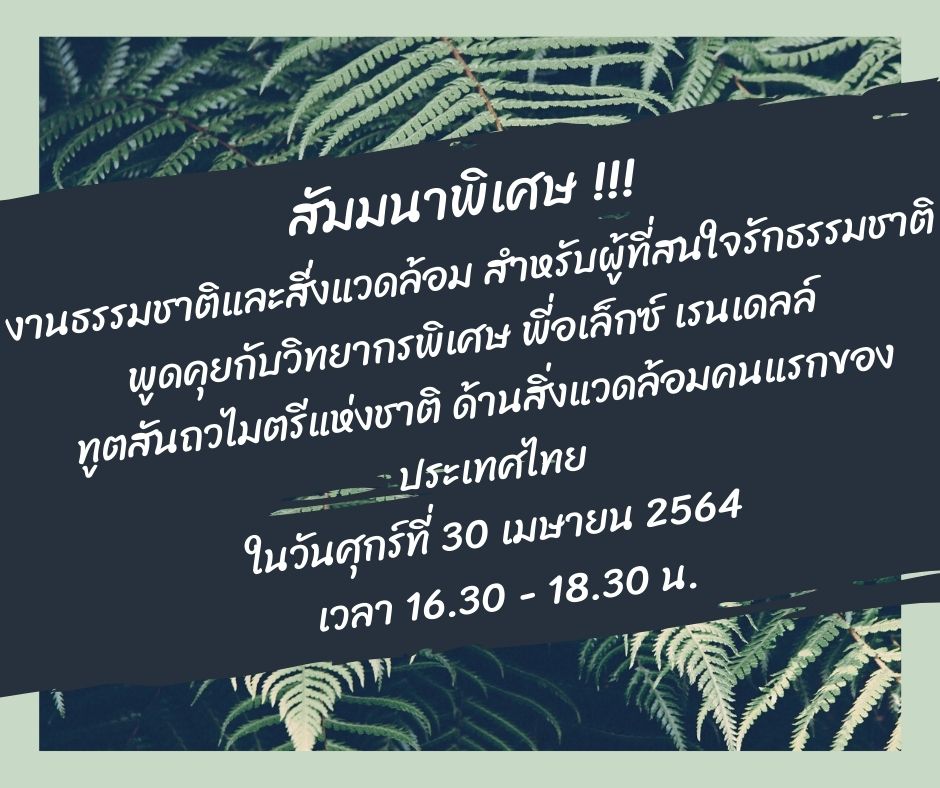 สัมมนาพิเศษ !!!
งานธรรมชาติและสิ่งแวดล้อม สำหรับผู้ที่สนใจรักธรรมชาติ
พูดคุยกับวิทยากรพิเศษ พี่อเล็กซ์ เรนเดลล์
ทูตสันถวไมตรีแห่งชาติ ด้านสิ่งแวดล้อมคนแรกของ
ประเทศไทย
ในวันศุกร์ที่ 30 เมษายน 2564
เวลา 16.30 - 18.30 น.